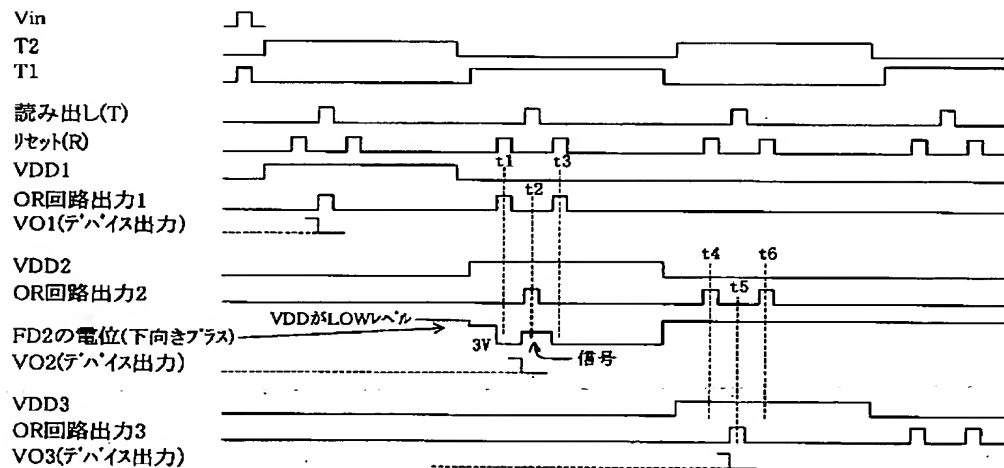 Vin
T2
T1
読み出し(T)
リセット(R)
t1 t3
VDD1
t2
OR回路出力1
VO1(デバイス出力)
VDD2
t4 t6
t5
OR回路出力2
VDDがLOWレベル
FD2の電位(下向きプラス)
3V
信号
VO2(デバイス出力)
VDD3
OR回路出力3
VO3(デバイス出力)